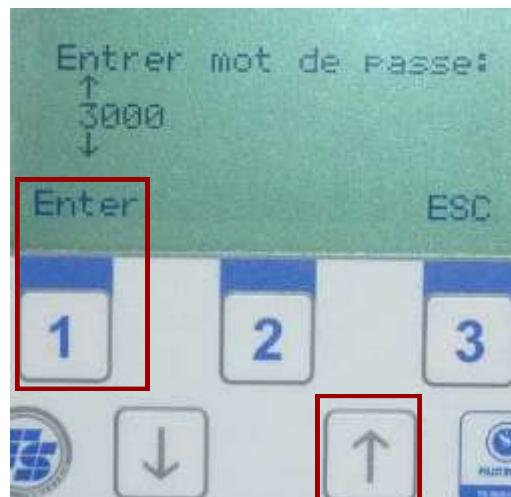 Entrer mot de passe:
↑
3000
↓
Enter ESC
1 2 3
↓ ↑